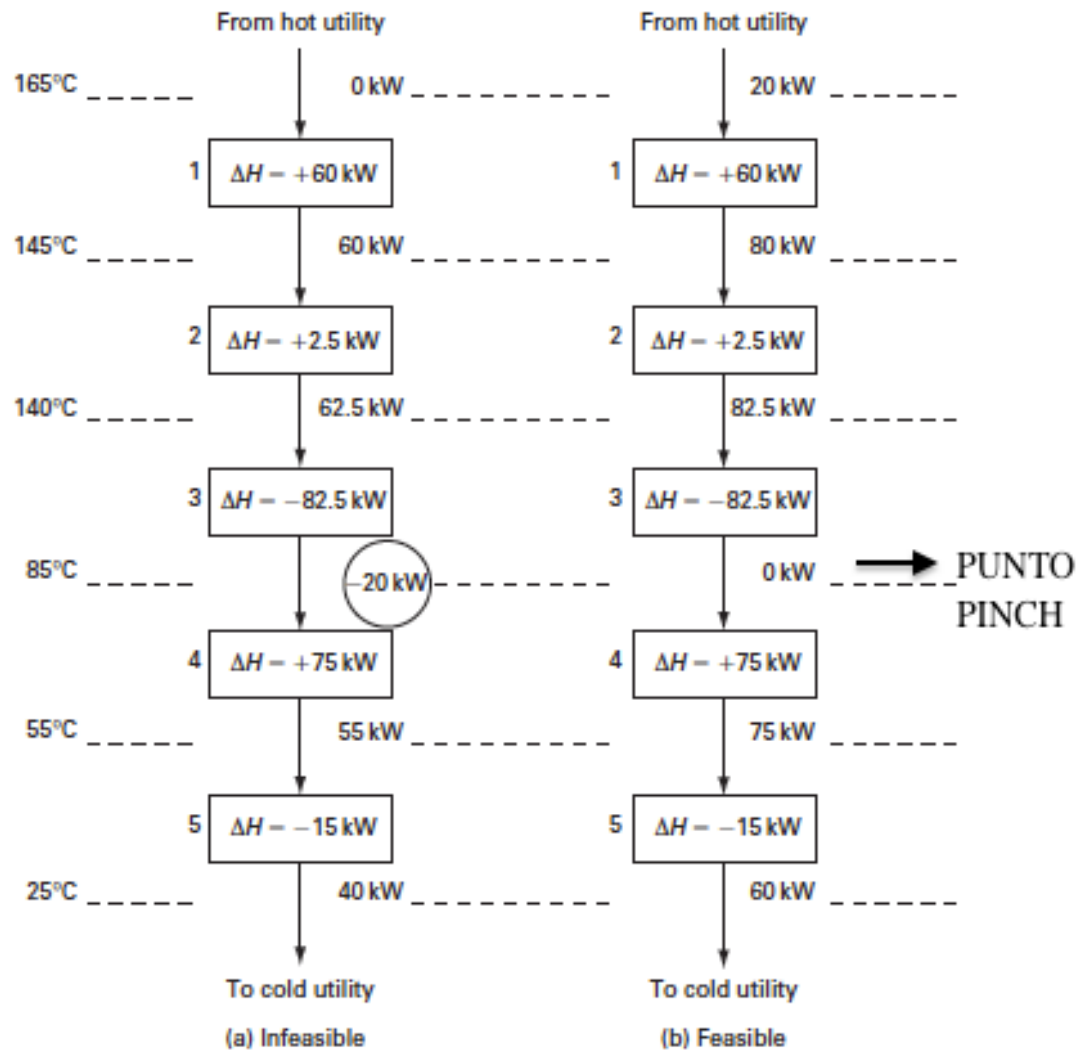 From hot utility From hot utility
165°C 0 kW 20 kW
1 ΔH – +60 kW 1 ΔH – +60 kW
145°C 60 kW 80 kW
2 ΔH – +2.5 kW 2 ΔH – +2.5 kW
140°C 62.5 kW 82.5 kW
3 ΔH – −82.5 kW 3 ΔH – −82.5 kW
85°C −20 kW 0 kW PUNTO
PINCH
4 ΔH – +75 kW 4 ΔH – +75 kW
55°C 55 kW 75 kW
5 ΔH – −15 kW 5 ΔH – −15 kW
25°C 40 kW 60 kW
To cold utility To cold utility
(a) Infeasible (b) Feasible